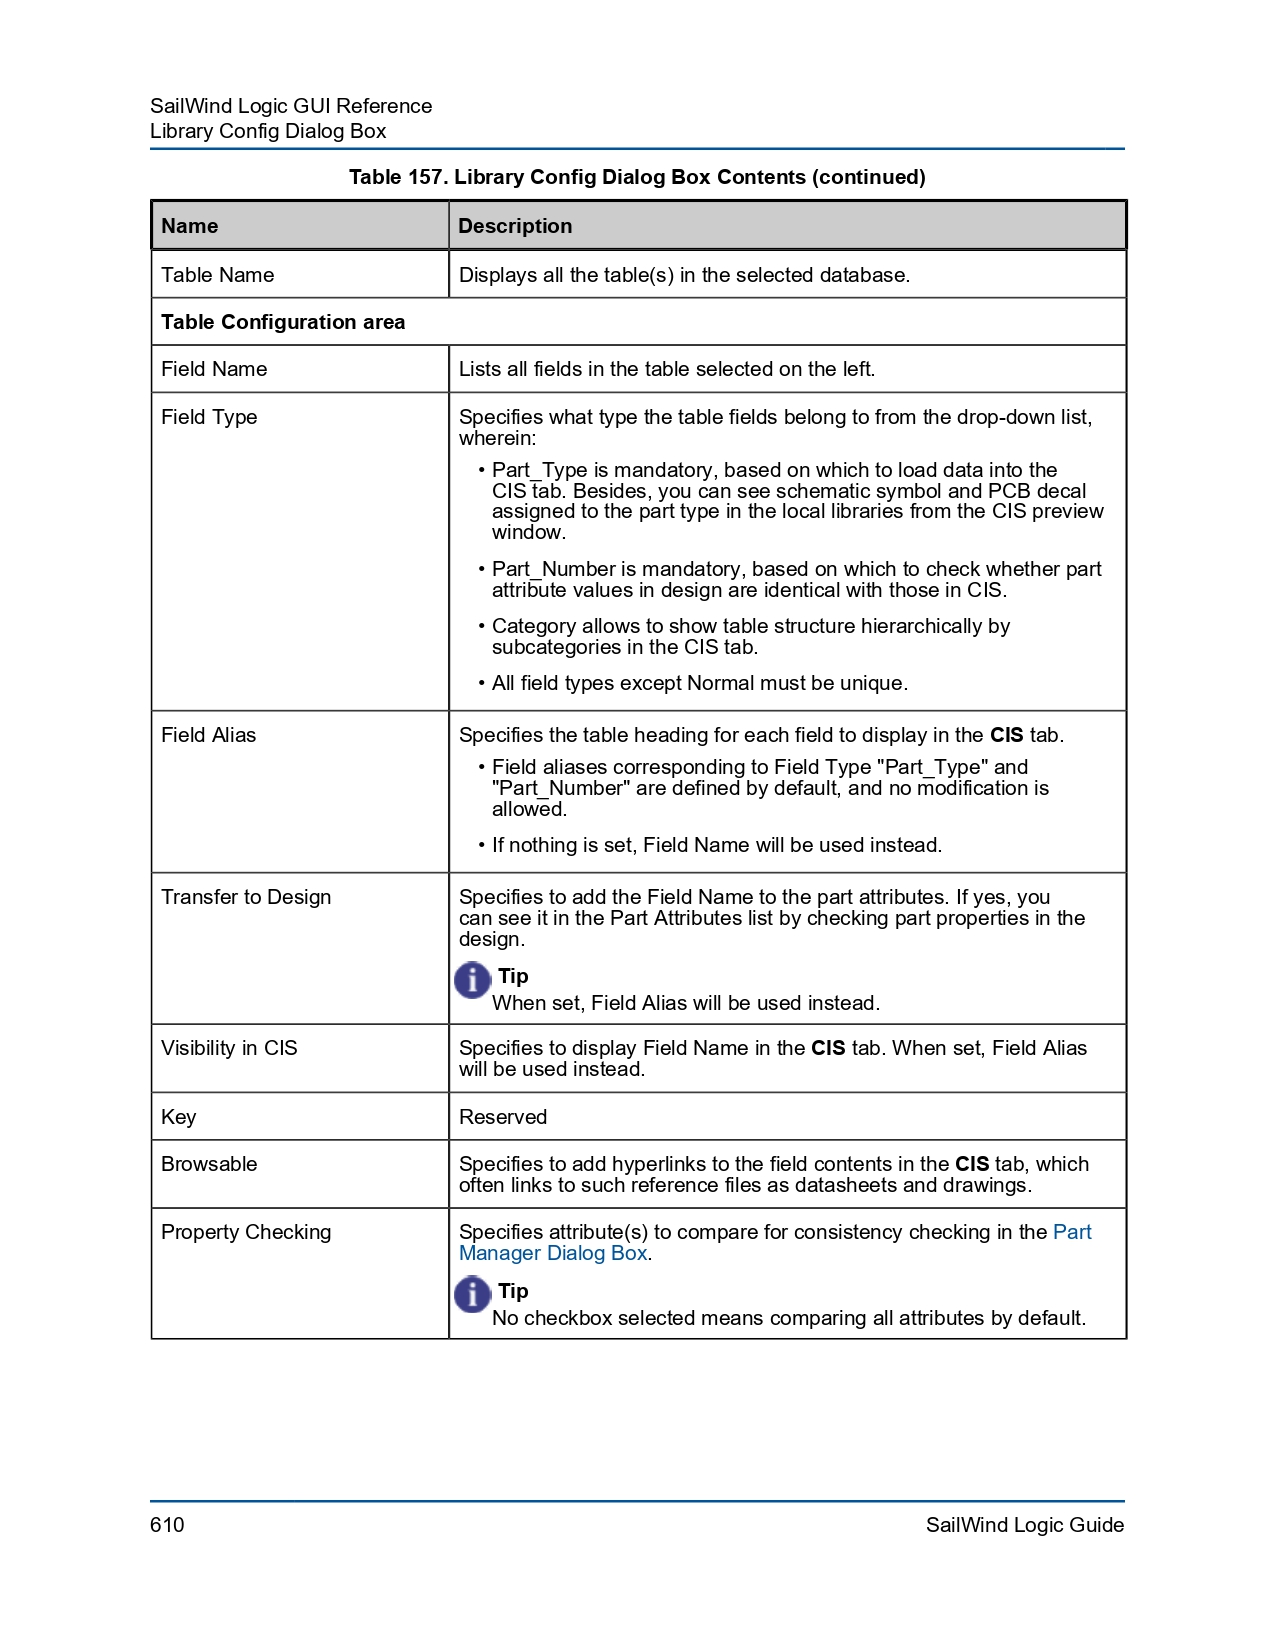 SailWind Logic GUI Reference
Library Config Dialog Box
Table 157. Library Config Dialog Box Contents (continued)
Name
Description
Table Name
Displays all the table(s) in the selected database.
Table Configuration area
Field Name
Lists all fields in the table selected on the left.
Field Type
Specifies what type the table fields belong to from the drop-down list,
wherein:
• Part_Type is mandatory, based on which to load data into the
CIS tab. Besides, you can see schematic symbol and PCB decal
assigned to the part type in the local libraries from the CIS preview
window.
• Part_Number is mandatory, based on which to check whether part
attribute values in design are identical with those in CIS.
• Category allows to show table structure hierarchically by
subcategories in the CIS tab.
• All field types except Normal must be unique.
Field Alias
Specifies the table heading for each field to display in the CIS tab.
• Field aliases corresponding to Field Type "Part_Type" and
"Part_Number" are defined by default, and no modification is
allowed.
• If nothing is set, Field Name will be used instead.
Transfer to Design
Specifies to add the Field Name to the part attributes. If yes, you
can see it in the Part Attributes list by checking part properties in the
design.
i Tip
When set, Field Alias will be used instead.
Visibility in CIS
Specifies to display Field Name in the CIS tab. When set, Field Alias
will be used instead.
Key
Reserved
Browsable
Specifies to add hyperlinks to the field contents in the CIS tab, which
often links to such reference files as datasheets and drawings.
Property Checking
Specifies attribute(s) to compare for consistency checking in the Part
Manager Dialog Box.
i Tip
No checkbox selected means comparing all attributes by default.
610
SailWind Logic Guide